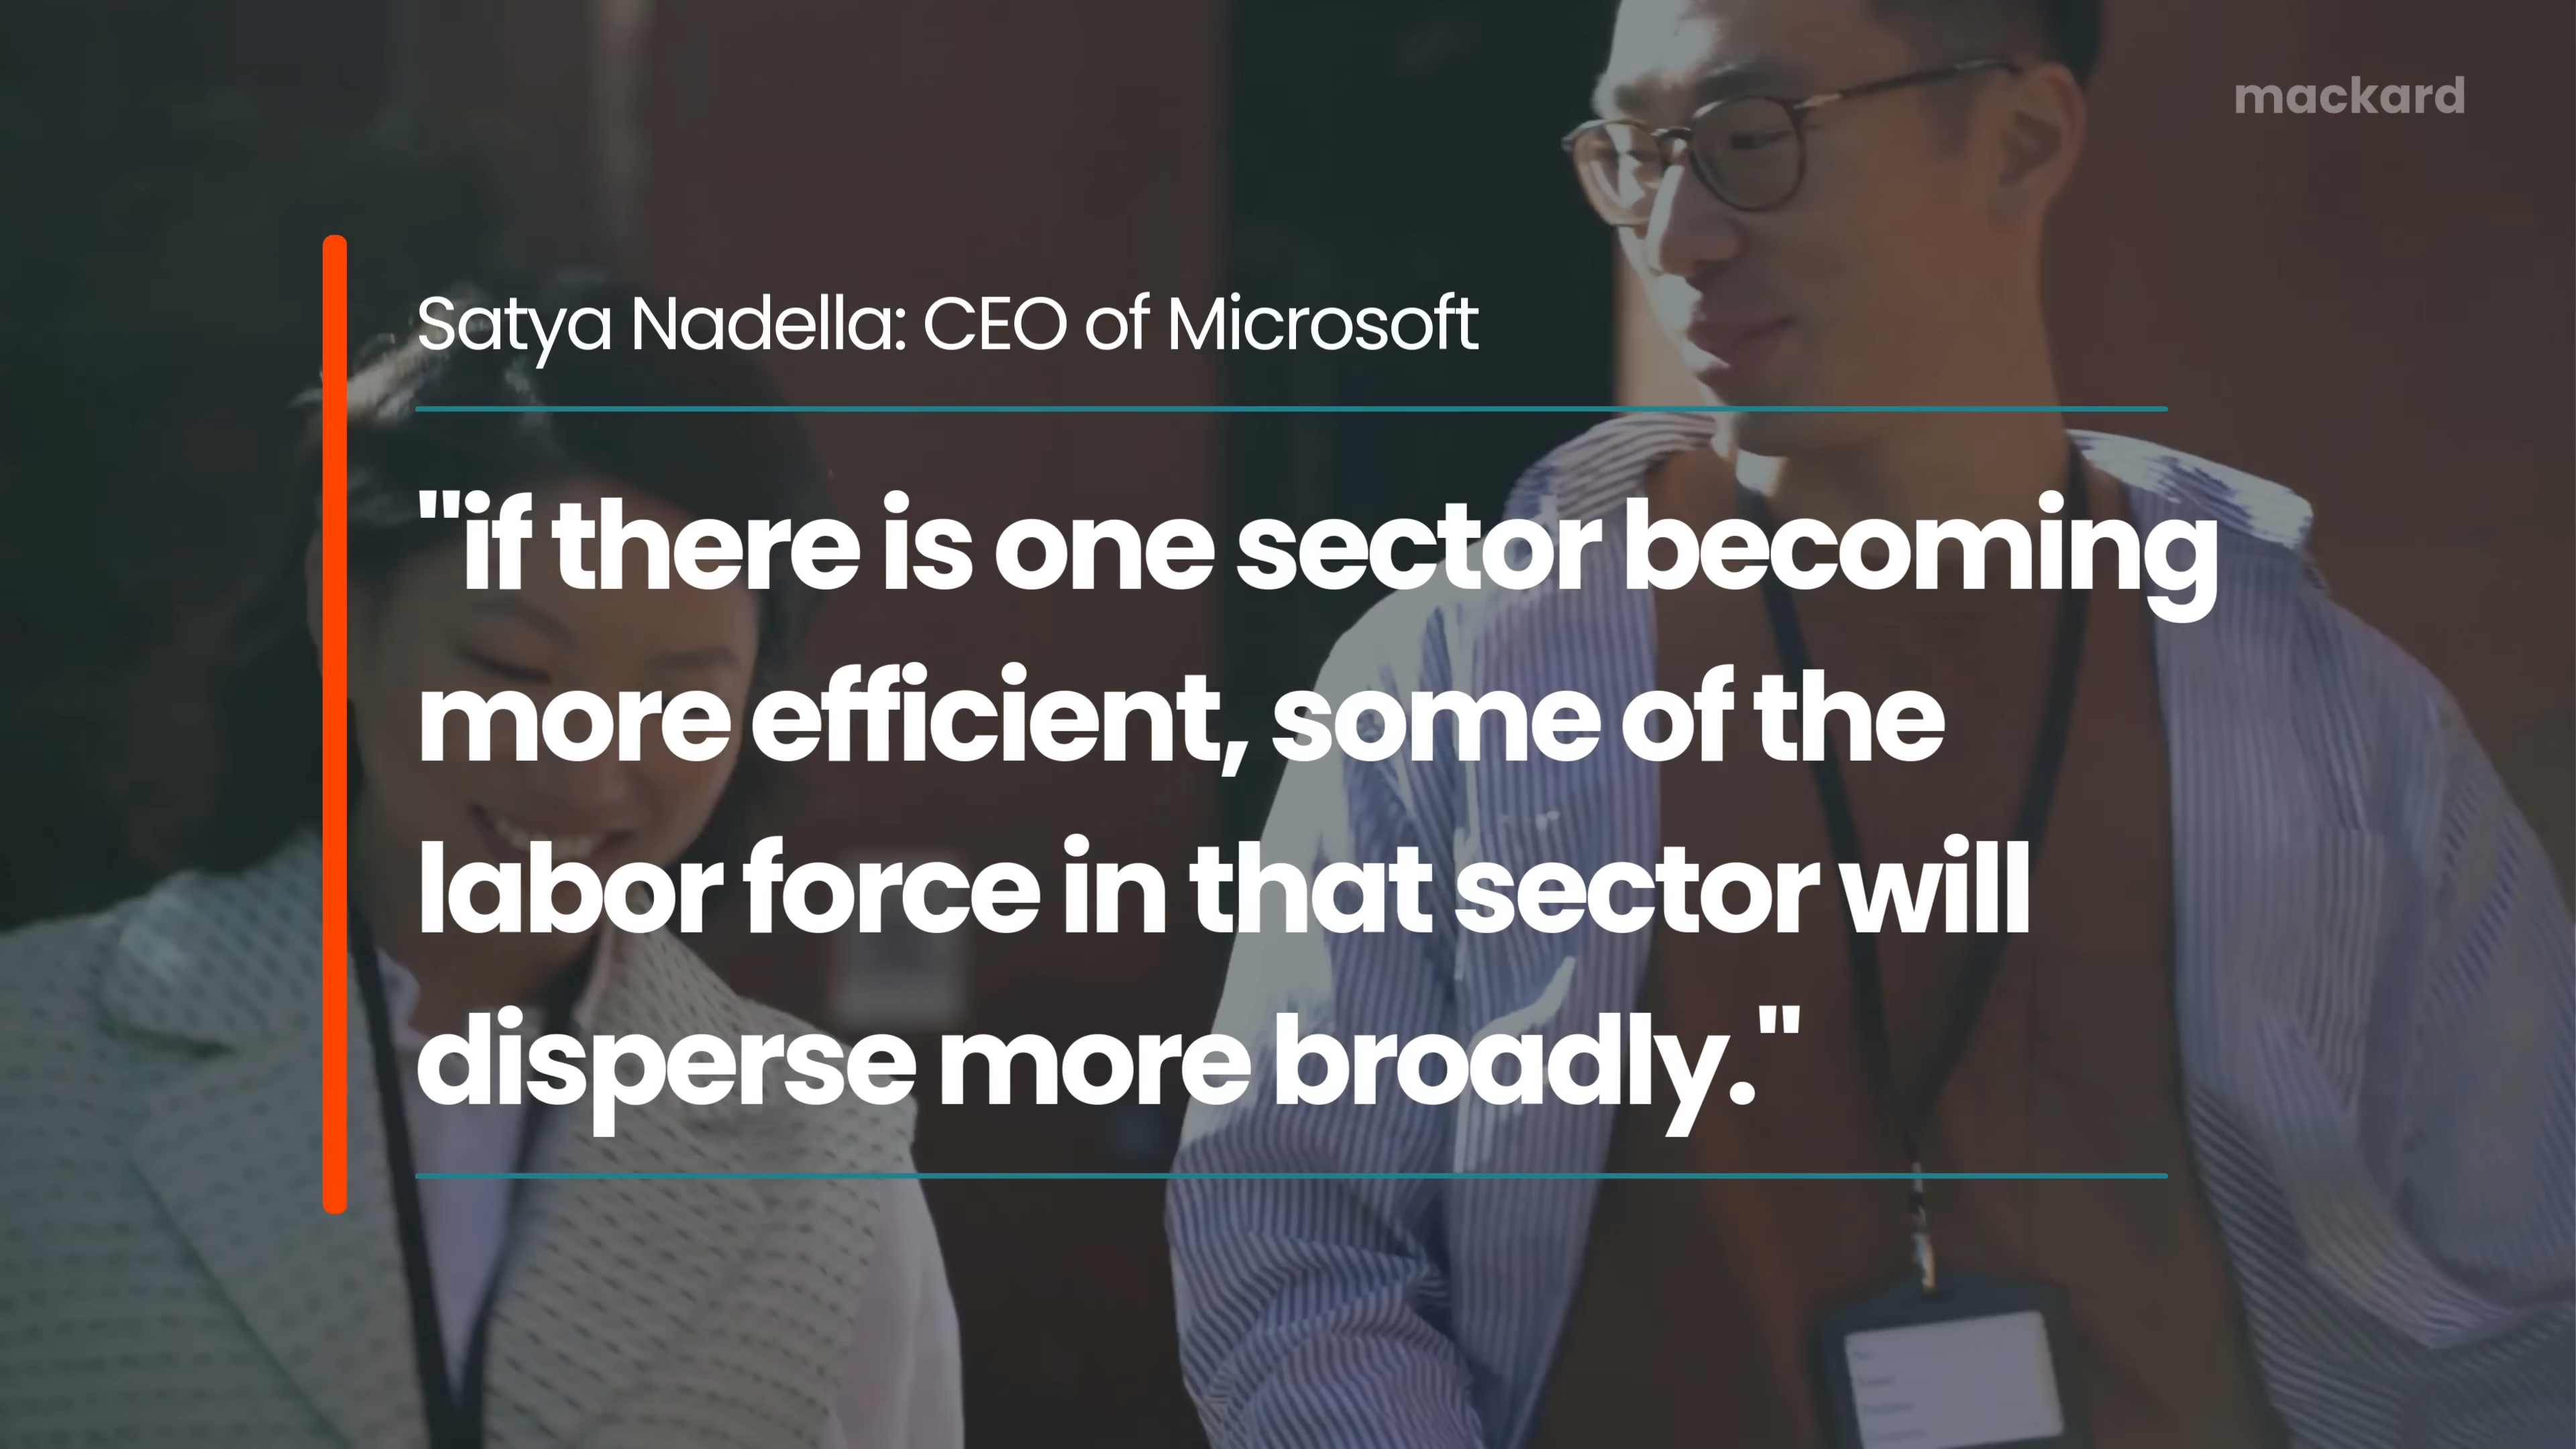 mackard
Satya Nadella: CEO of Microsoft
"if there is one sector becoming
more efficient, some of the
labor force in that sector will
disperse more broadly."